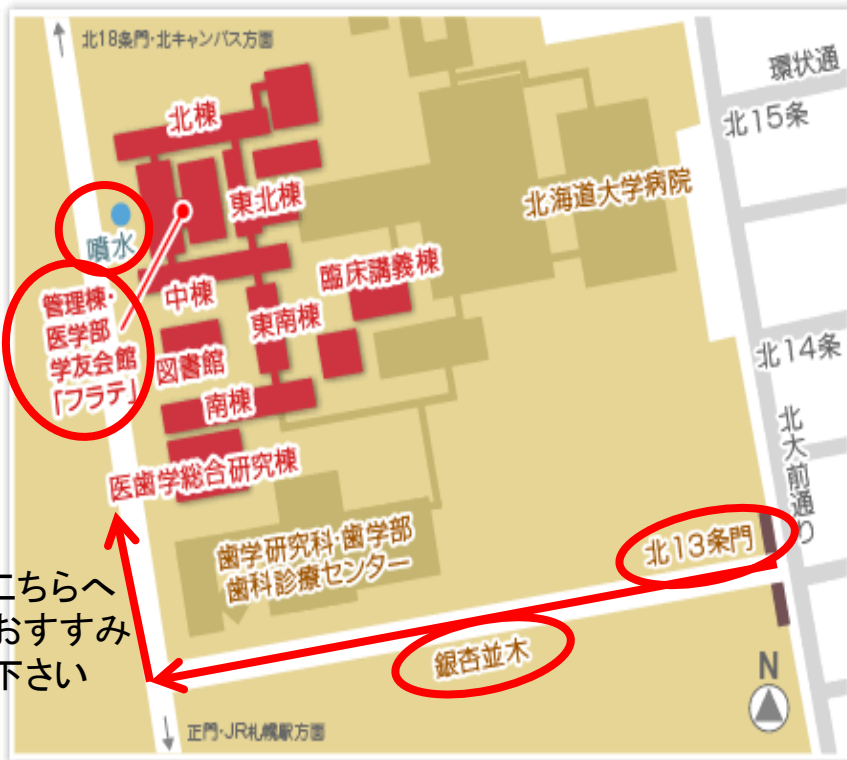 北18条門・北キャンパス方面
環状通
北15条
北棟
東北棟
北海道大学病院
噴水
臨床講義棟
管理棟・
医学部
学友会館
「フラテ」
中棟
東南棟
図書館
北14条
南棟
北大前通り
医歯学総合研究棟
歯学研究科・歯学部
歯科診療センター
北13条門
こちらへ
おすすみ
下さい
銀杏並木
N
正門・JR札幌駅方面